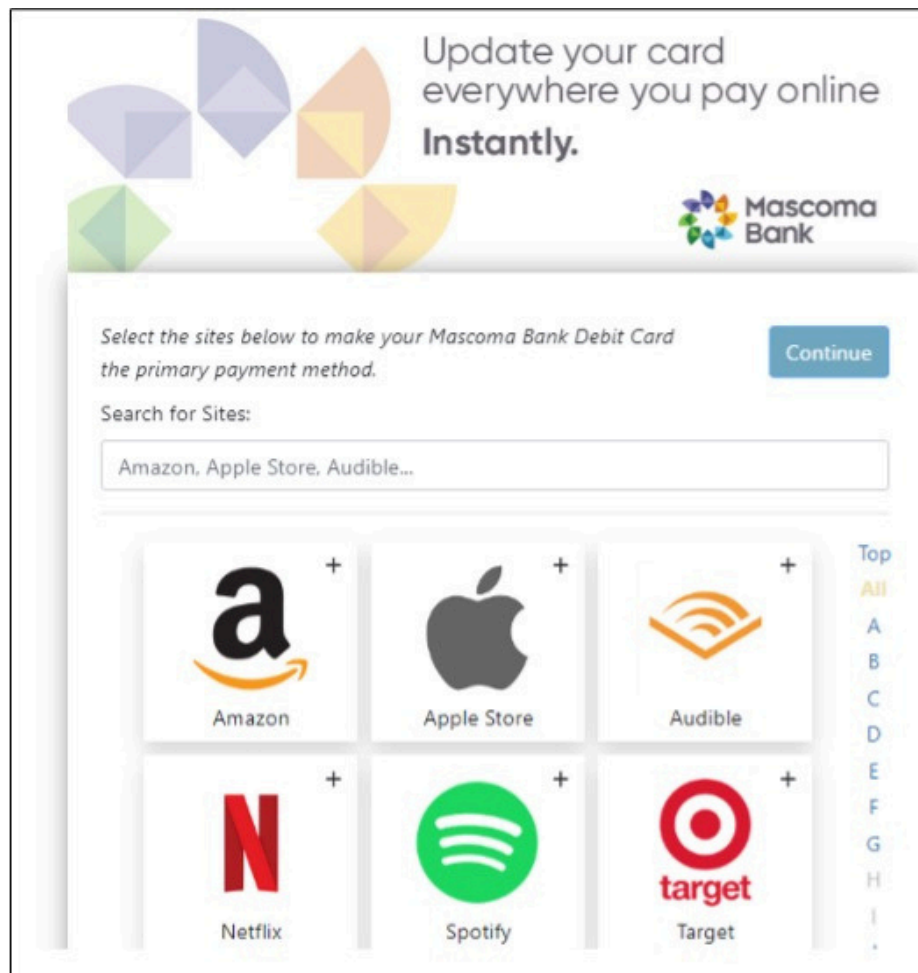 Update your card
everywhere you pay online
Instantly.
Mascoma
Bank
Select the sites below to make your Mascoma Bank Debit Card
the primary payment method.
Continue
Search for Sites:
Amazon, Apple Store, Audible...
+ + +
a
Amazon Apple Store Audible
+ + +
N
target
Netflix Spotify Target
Top
All
A
B
C
D
E
F
G
H
I